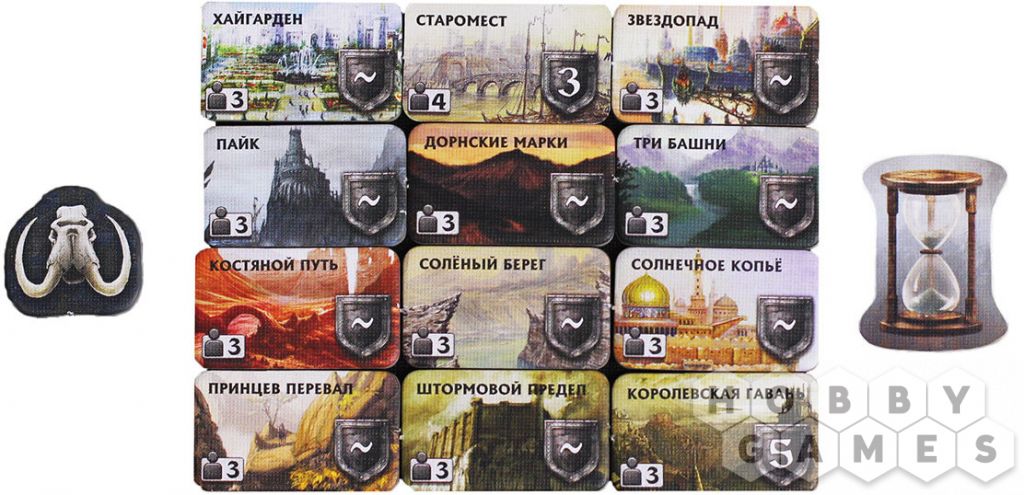 ХАЙГАРДЕН
~
3
СТАРОМЕСТ
3
4
ЗВЕЗДОПАД
~
3
ПАЙК
~
3
ДОРНСКИЕ МАРКИ
~
3
ТРИ БАШНИ
~
3
КОСТЯНОЙ ПУТЬ
~
3
СОЛЁНЫЙ БЕРЕГ
~
3
СОЛНЕЧНОЕ КОПЬЁ
~
3
ПРИНЦЕВ ПЕРЕВАЛ
~
3
ШТОРМОВОЙ ПРЕДЕЛ
~
3
КОРОЛЕВСКАЯ ГАВАНЬ
5
3
HOBBY
GAMES